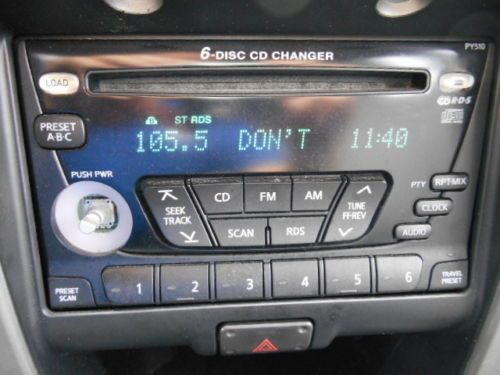 6-DISC CD CHANGER
PY510
LOAD
R·D·S
PRESET
A·B·C
ST RDS
105.5 DON'T 11:40
PUSH PWR
SEEK
TRACK
CD
FM
AM
SCAN
RDS
TUNE
FF·REV
PTY
RPT-MIX
CLOCK
AUDIO
PRESET
SCAN
1
2
3
4
5
6
TRAVEL
PRESET